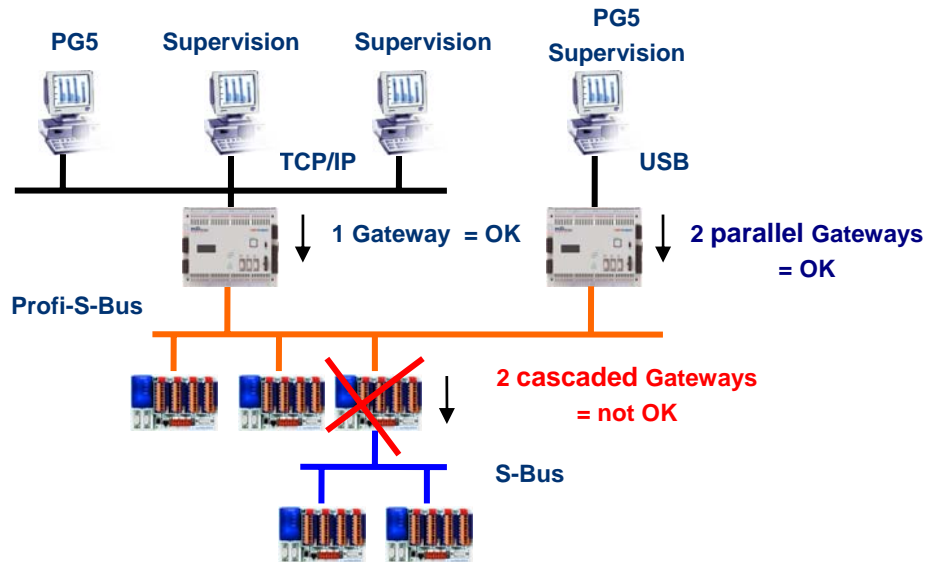 PG5
Supervision
Supervision
PG5
Supervision
TCP/IP
USB
1 Gateway = OK
2 parallel Gateways
= OK
Profi-S-Bus
2 cascaded Gateways
= not OK
S-Bus